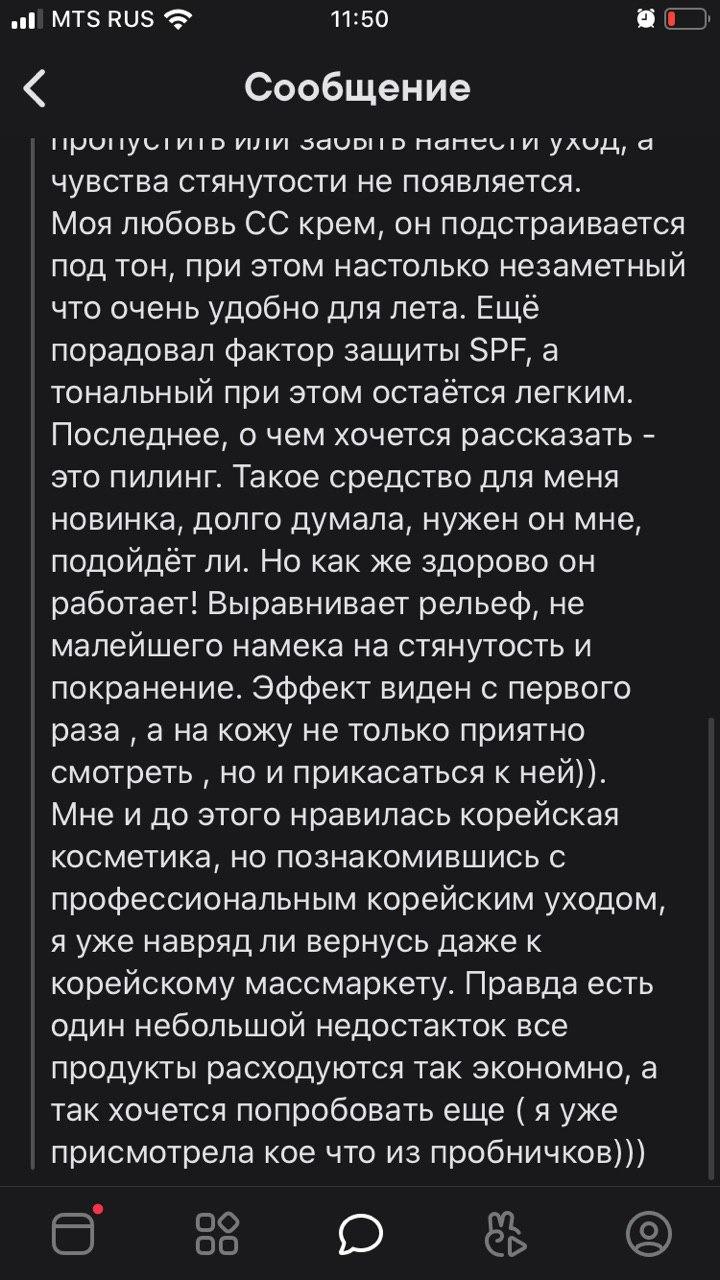 MTS RUS
11:50
Сообщение
пропустить или забыть нанести уход, а
чувства стянутости не появляется.
Моя любовь СС крем, он подстраивается
под тон, при этом настолько незаметный
что очень удобно для лета. Ещё
порадовал фактор защиты SPF, а
тональный при этом остаётся легким.
Последнее, о чем хочется рассказать -
это пилинг. Такое средство для меня
новинка, долго думала, нужен он мне,
подойдёт ли. Но как же здорово он
работает! Выравнивает рельеф, не
малейшего намека на стянутость и
покранение. Эффект виден с первого
раза , а на кожу не только приятно
смотреть , но и прикасаться к ней)).
Мне и до этого нравилась корейская
косметика, но познакомившись с
профессиональным корейским уходом,
я уже навряд ли вернусь даже к
корейскому массмаркету. Правда есть
один небольшой недостакток все
продукты расходуются так экономно, а
так хочется попробовать еще ( я уже
присмотрела кое что из пробничков)))